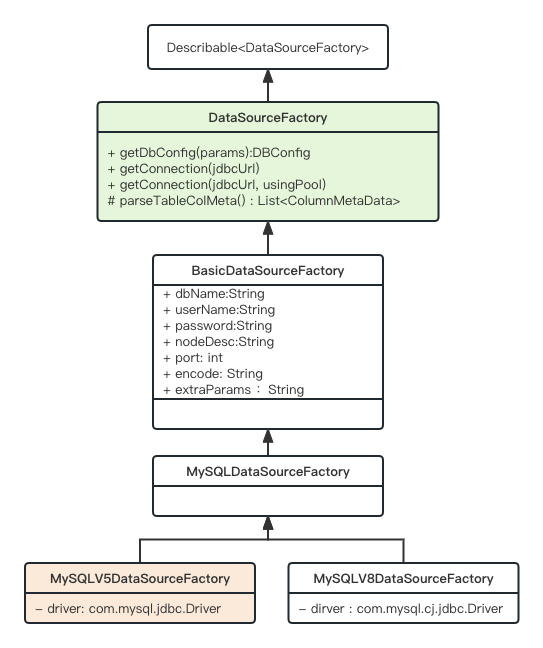 Describable<DataSourceFactory>
DataSourceFactory
+ getDbConfig(params):DBConfig
+ getConnection(jdbcUrl)
+ getConnection(jdbcUrl, usingPool)
# parseTableColMeta() : List<ColumnMetaData>
BasicDataSourceFactory
+ dbName:String
+ userName:String
+ password:String
+ nodeDesc:String
+ port: int
+ encode: String
+ extraParams： String
MySQLDataSourceFactory
MySQLV5DataSourceFactory
− driver: com.mysql.jdbc.Driver
MySQLV8DataSourceFactory
− dirver : com.mysql.cj.jdbc.Driver